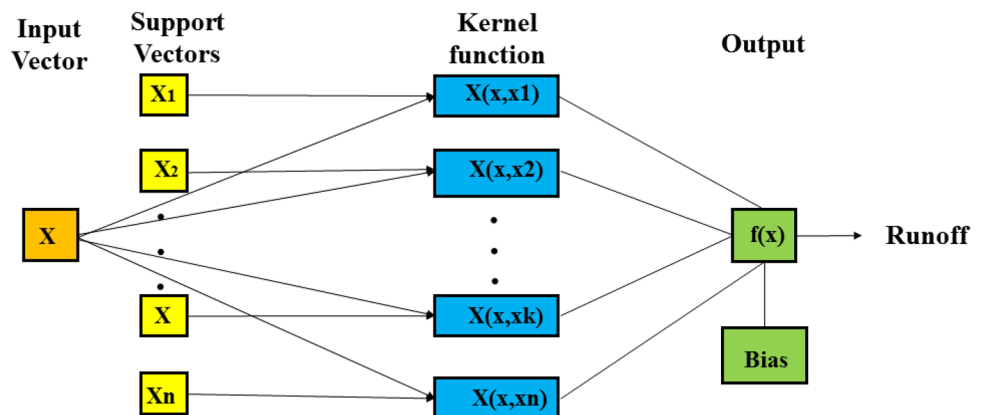 Input
Vector
Support
Vectors
Kernel
function
Output
X1
X(x,x1)
X2
X(x,x2)
X
f(x)
Runoff
X
X(x,xk)
Bias
Xn
X(x,xn)